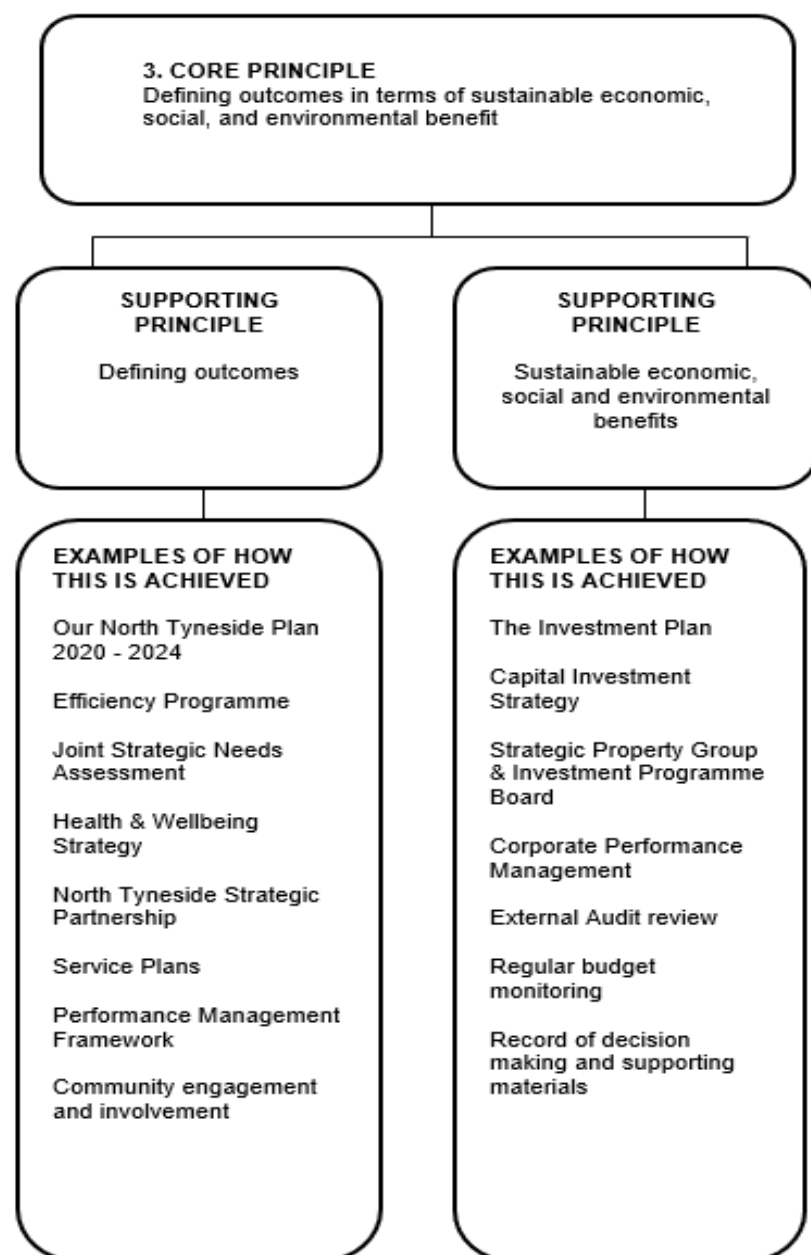 3. CORE PRINCIPLE
Defining outcomes in terms of sustainable economic,
social, and environmental benefit
SUPPORTING
PRINCIPLE
Defining outcomes
SUPPORTING
PRINCIPLE
Sustainable economic,
social and environmental
benefits
EXAMPLES OF HOW
THIS IS ACHIEVED
Our North Tyneside Plan
2020 - 2024
Efficiency Programme
Joint Strategic Needs
Assessment
Health & Wellbeing
Strategy
North Tyneside Strategic
Partnership
Service Plans
Performance Management
Framework
Community engagement
and involvement
EXAMPLES OF HOW
THIS IS ACHIEVED
The Investment Plan
Capital Investment
Strategy
Strategic Property Group
& Investment Programme
Board
Corporate Performance
Management
External Audit review
Regular budget
monitoring
Record of decision
making and supporting
materials